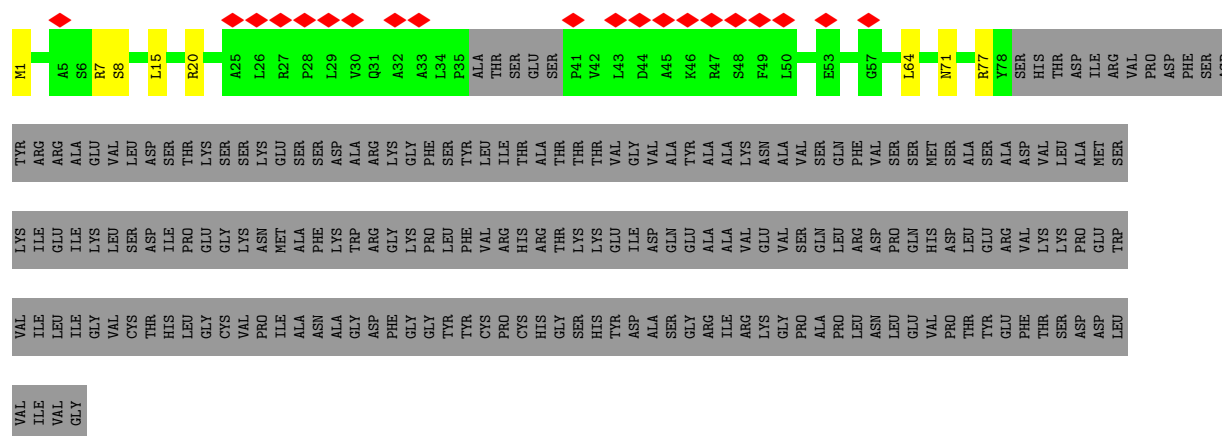 M1 A5 S6 R7 S8 L15 R20 A25 L26 R27 P28 L29 V30 Q31 A32 A33 L34 P35 ALA THR SER GLU SER P41 V42 L43 D44 A45 K46 R47 S48 F49 L50 E53 G57 L64 N71 R77 Y78 SER HIS THR ASP ILE ARG VAL PRO ASP PHE SER ASP
TYR ARG ARG ALA GLU VAL LEU ASP SER THR LYS SER SER LYS GLU SER SER ASP ALA ARG LYS GLY PHE SER TYR LEU ILE THR ALA THR THR THR VAL GLY VAL ALA TYR ALA ALA LYS ASN ALA VAL SER GLN PHE VAL SER SER MET SER ALA SER ALA ASP VAL LEU ALA MET SER
LYS ILE GLU ILE LYS LEU SER ASP ILE PRO GLU GLY LYS ASN MET ALA PHE LYS TRP ARG GLY LYS PRO LEU PHE VAL ARG HIS ARG THR LYS LYS GLU ILE ASP GLN GLU ALA ALA VAL GLU VAL SER GLN LEU ARG ASP PRO GLN HIS ASP LEU GLU ARG VAL LYS LYS PRO GLU TRP
VAL ILE LEU ILE GLY VAL CYS THR HIS LEU GLY CYS VAL PRO ILE ALA ASN ALA GLY ASP PHE GLY GLY TYR TYR CYS PRO CYS HIS GLY SER HIS TYR ASP ALA SER GLY ARG ILE ARG LYS GLY PRO ALA PRO LEU ASN LEU GLU VAL PRO THR TYR GLU PHE THR SER ASP ASP LEU
VAL ILE VAL GLY